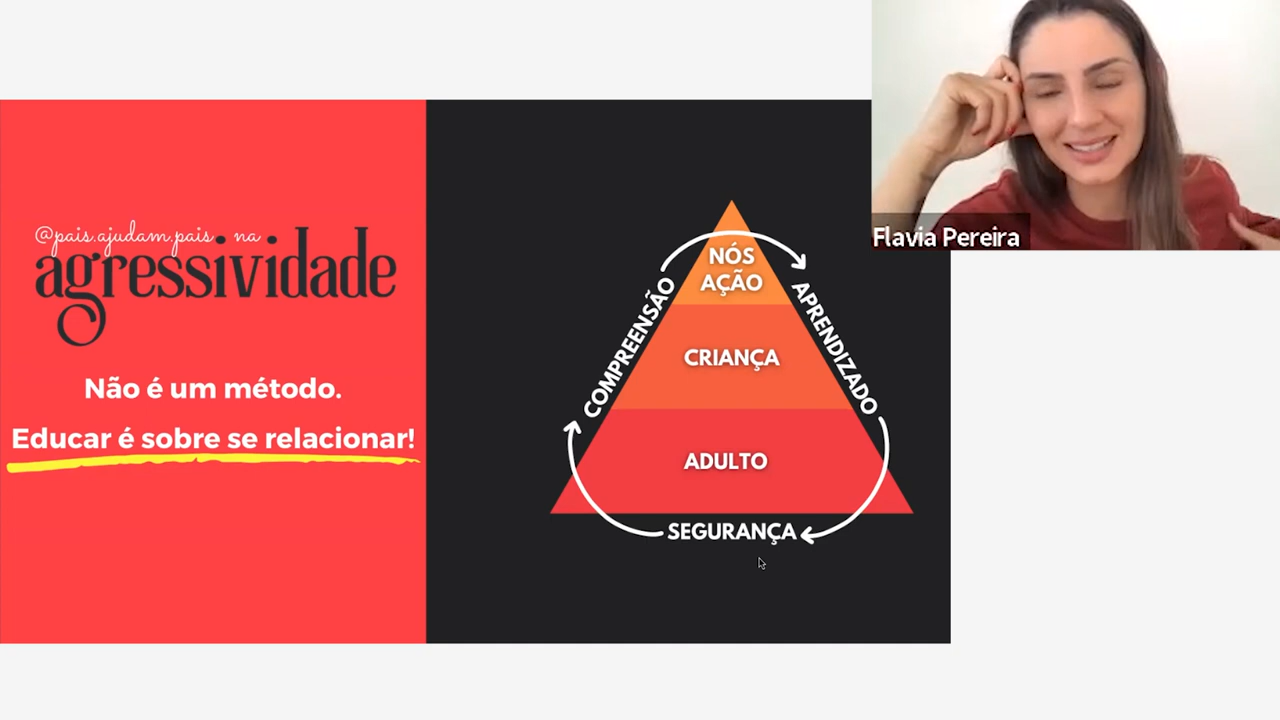 @pais.ajudam.pais na
agressividade
Não é um método.
Educar é sobre se relacionar!
NÓS
AÇÃO
CRIANÇA
ADULTO
COMPREENSÃO
APRENDIZADO
SEGURANÇA
Flavia Pereira